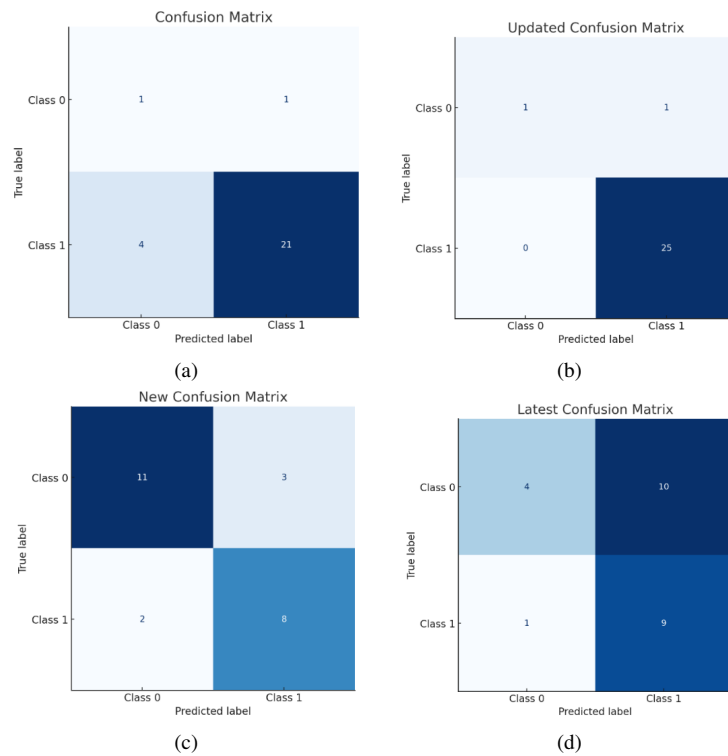 Confusion Matrix
Class 0
1
1
True label
Class 1
4
21
Class 0
Class 1
Predicted label
(a)
Updated Confusion Matrix
Class 0
1
1
True label
Class 1
0
25
Class 0
Class 1
Predicted label
(b)
New Confusion Matrix
Class 0
11
3
True label
Class 1
2
8
Class 0
Class 1
Predicted label
(c)
Latest Confusion Matrix
Class 0
4
10
True label
Class 1
1
9
Class 0
Class 1
Predicted label
(d)